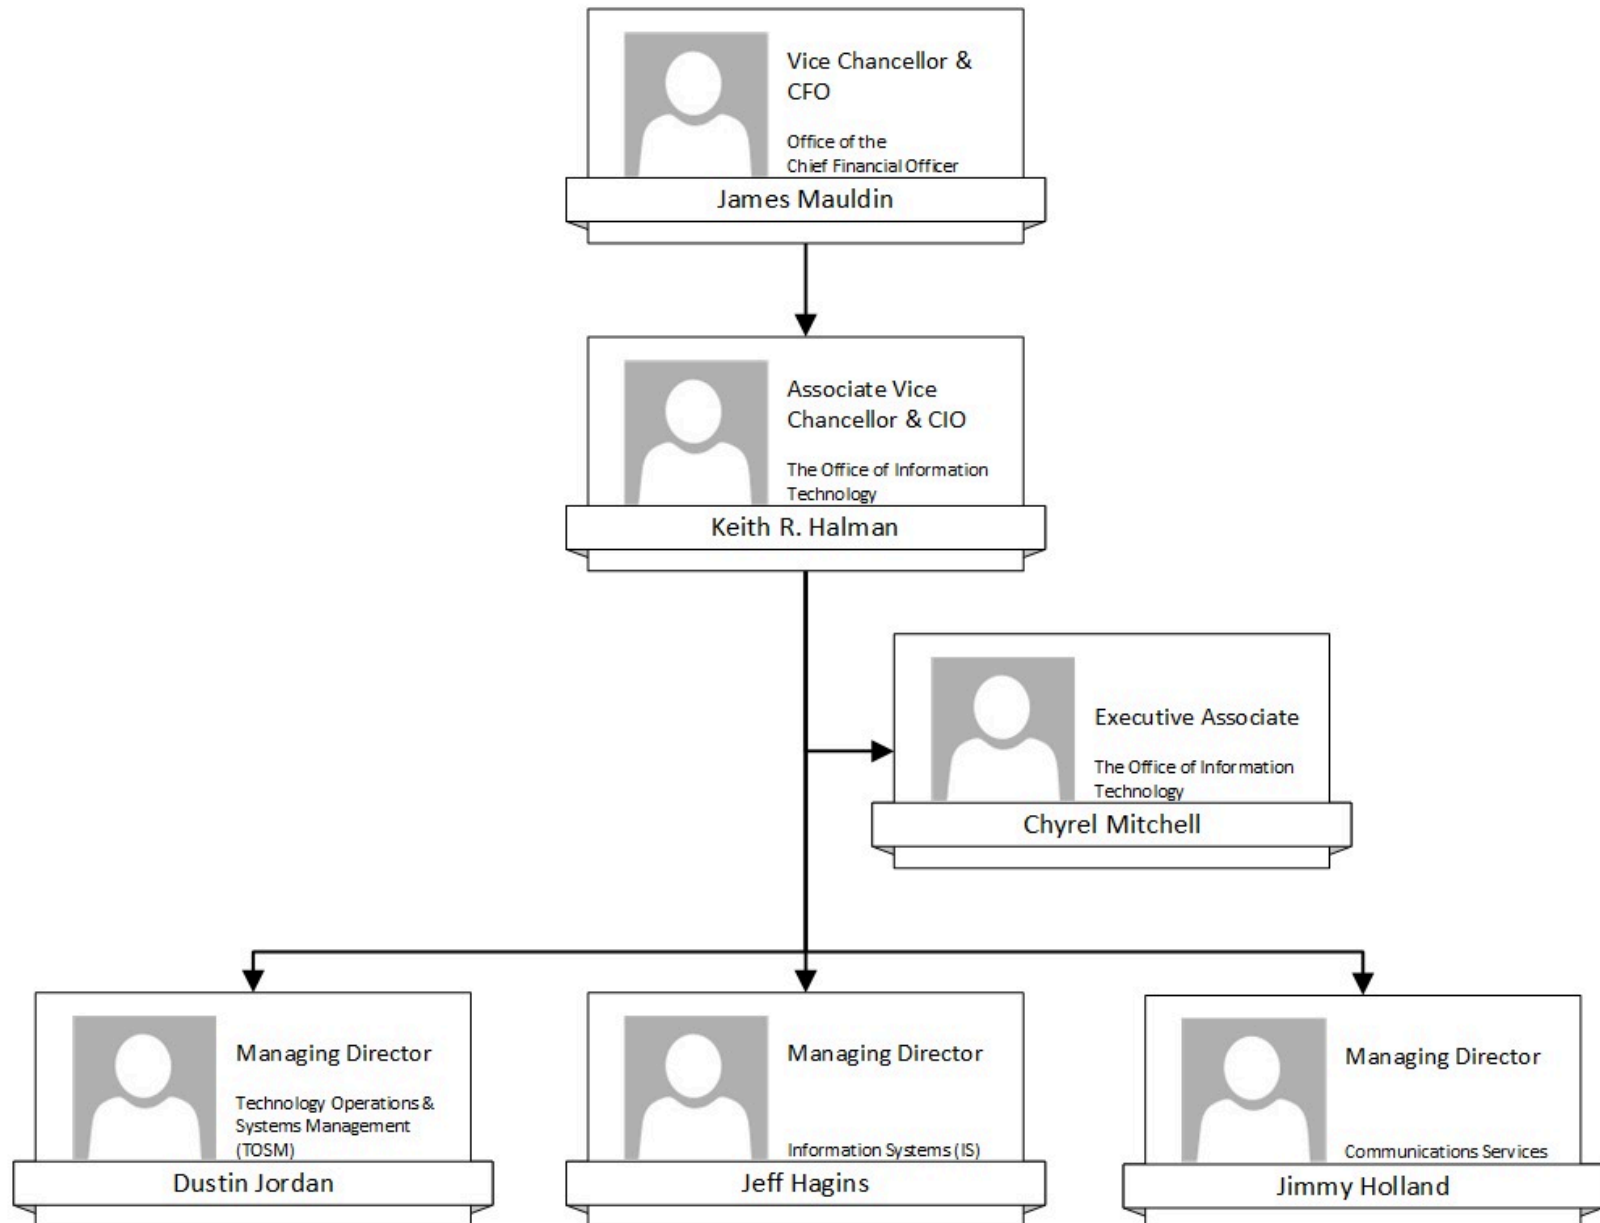 Vice Chancellor &
CFO
Office of the
Chief Financial Officer
James Mauldin
Associate Vice
Chancellor & CIO
The Office of Information
Technology
Keith R. Halman
Executive Associate
The Office of Information
Technology
Chyrel Mitchell
Managing Director
Technology Operations &
Systems Management
(TOSM)
Dustin Jordan
Managing Director
Information Systems (IS)
Jeff Hagins
Managing Director
Communications Services
Jimmy Holland